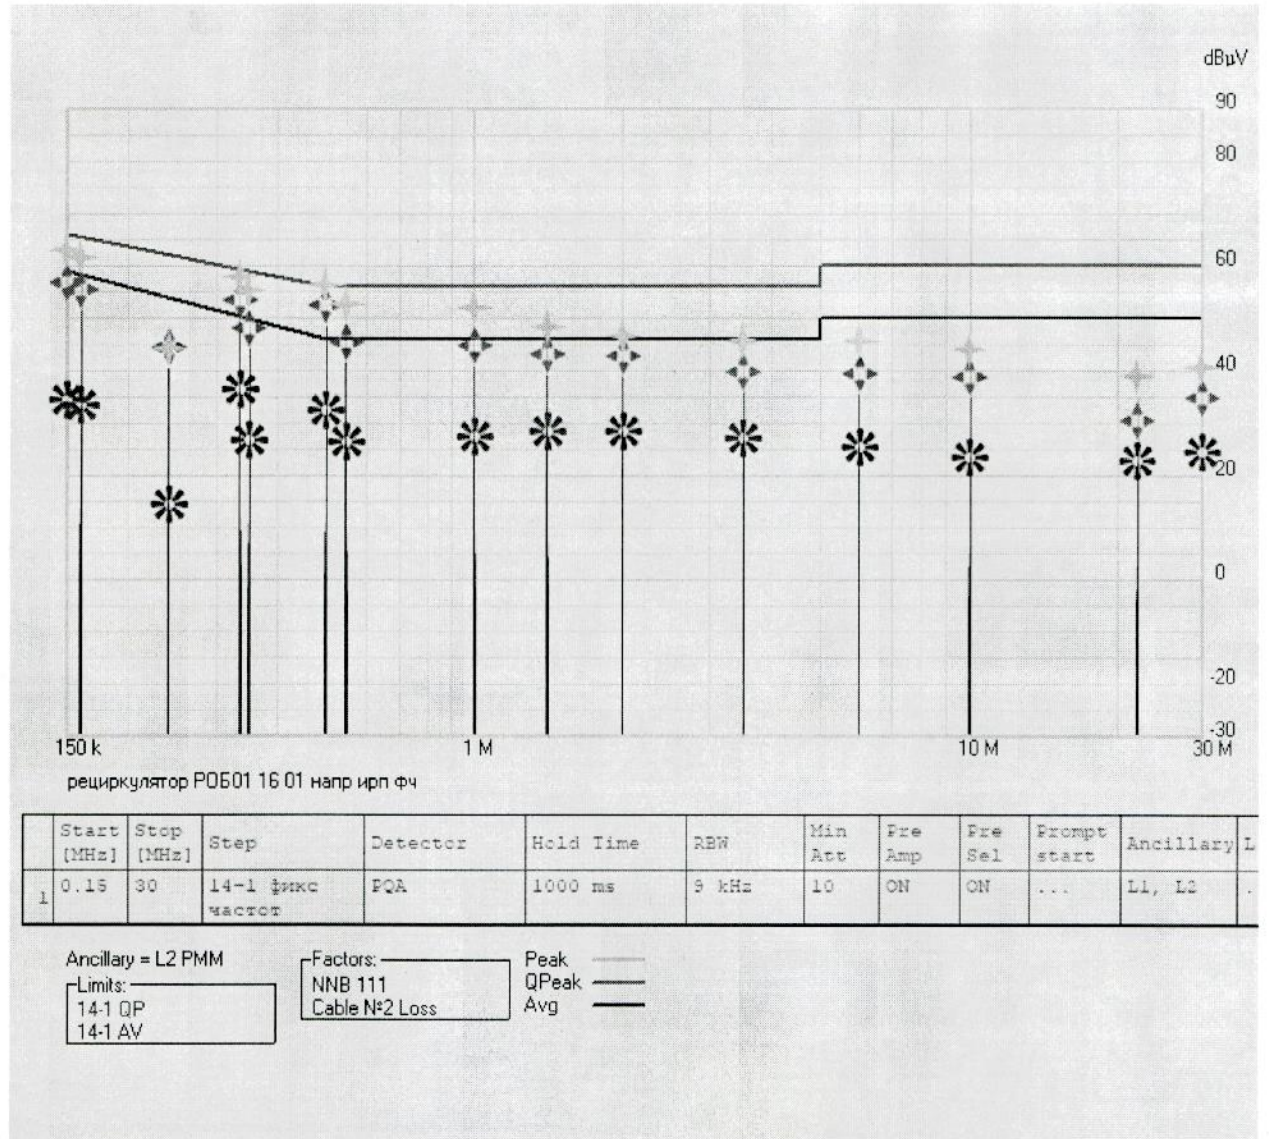 dBµV
90
80
60
40
20
0
-20
-30
150 k 1 M 10 M 30 M
рециркулятор РОБ01 16 01 напр ирп фч
Start [MHz] Stop [MHz] Step Detector Hold Time RBW Min Att Pre Amp Pre Sel Prompt start Ancillary L
1 0.15 30 14-1 фикс частот PQA 1000 ms 9 kHz 10 ON ON ... L1, L2 .
Ancillary = L2 PMM
Limits:
14-1 QP
14-1 AV
Factors:
NNB 111
Cable №2 Loss
Peak
QPeak
Avg